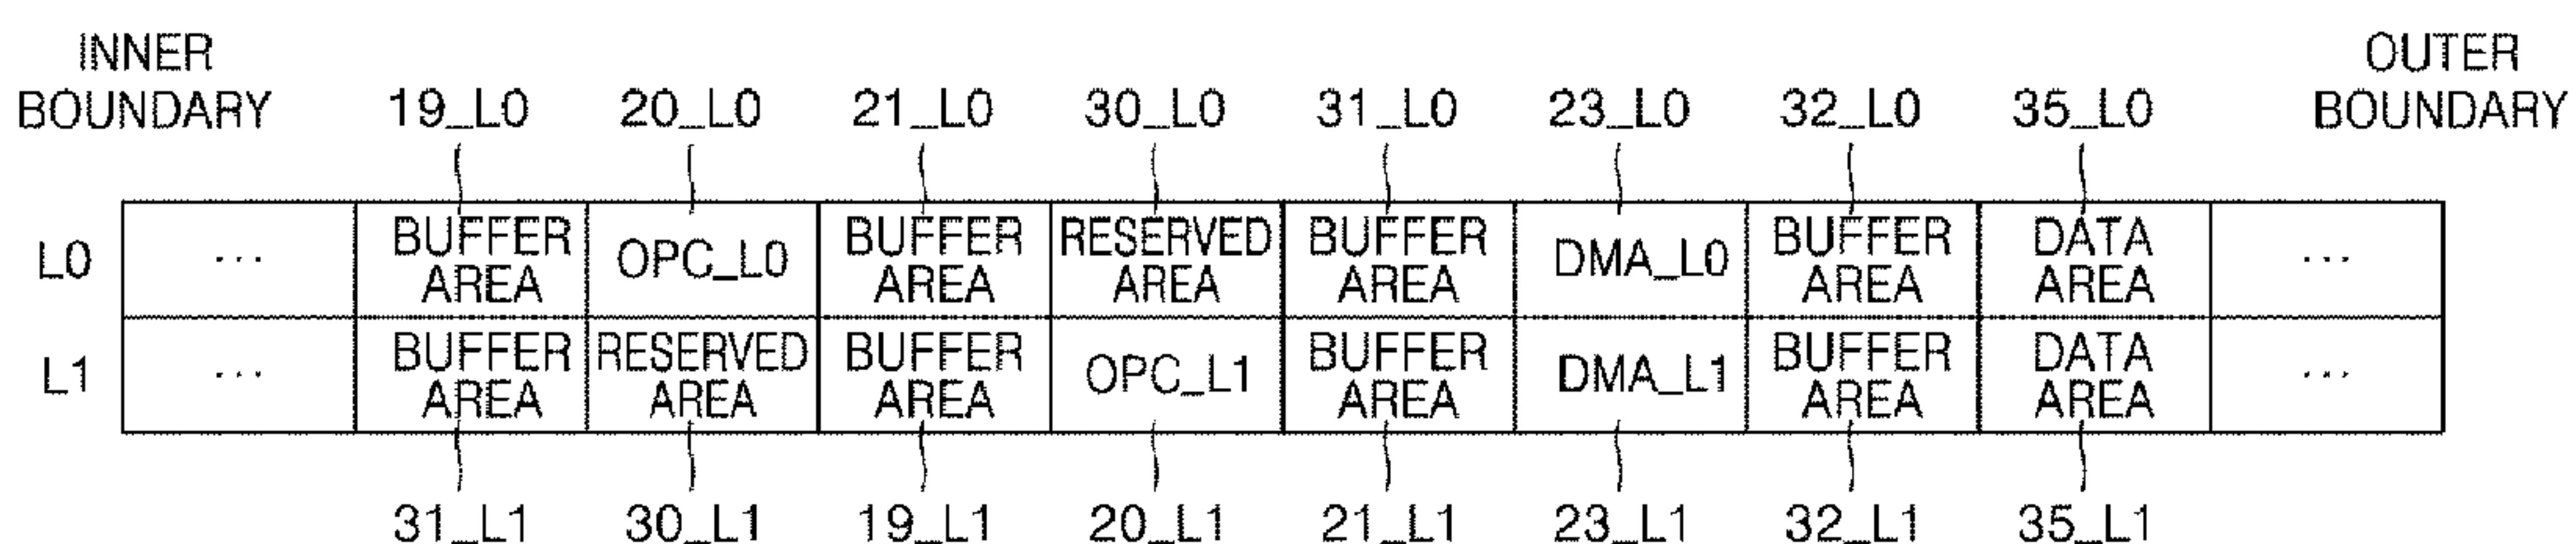 INNER BOUNDARY 19_L0 20_L0 21_L0 30_L0 31_L0 23_L0 32_L0 35_L0 OUTER BOUNDARY
L0 ... BUFFER AREA OPC_L0 BUFFER AREA RESERVED AREA BUFFER AREA DMA_L0 BUFFER AREA DATA AREA ...
L1 ... BUFFER AREA RESERVED AREA BUFFER AREA OPC_L1 BUFFER AREA DMA_L1 BUFFER AREA DATA AREA ...
31_L1 30_L1 19_L1 20_L1 21_L1 23_L1 32_L1 35_L1